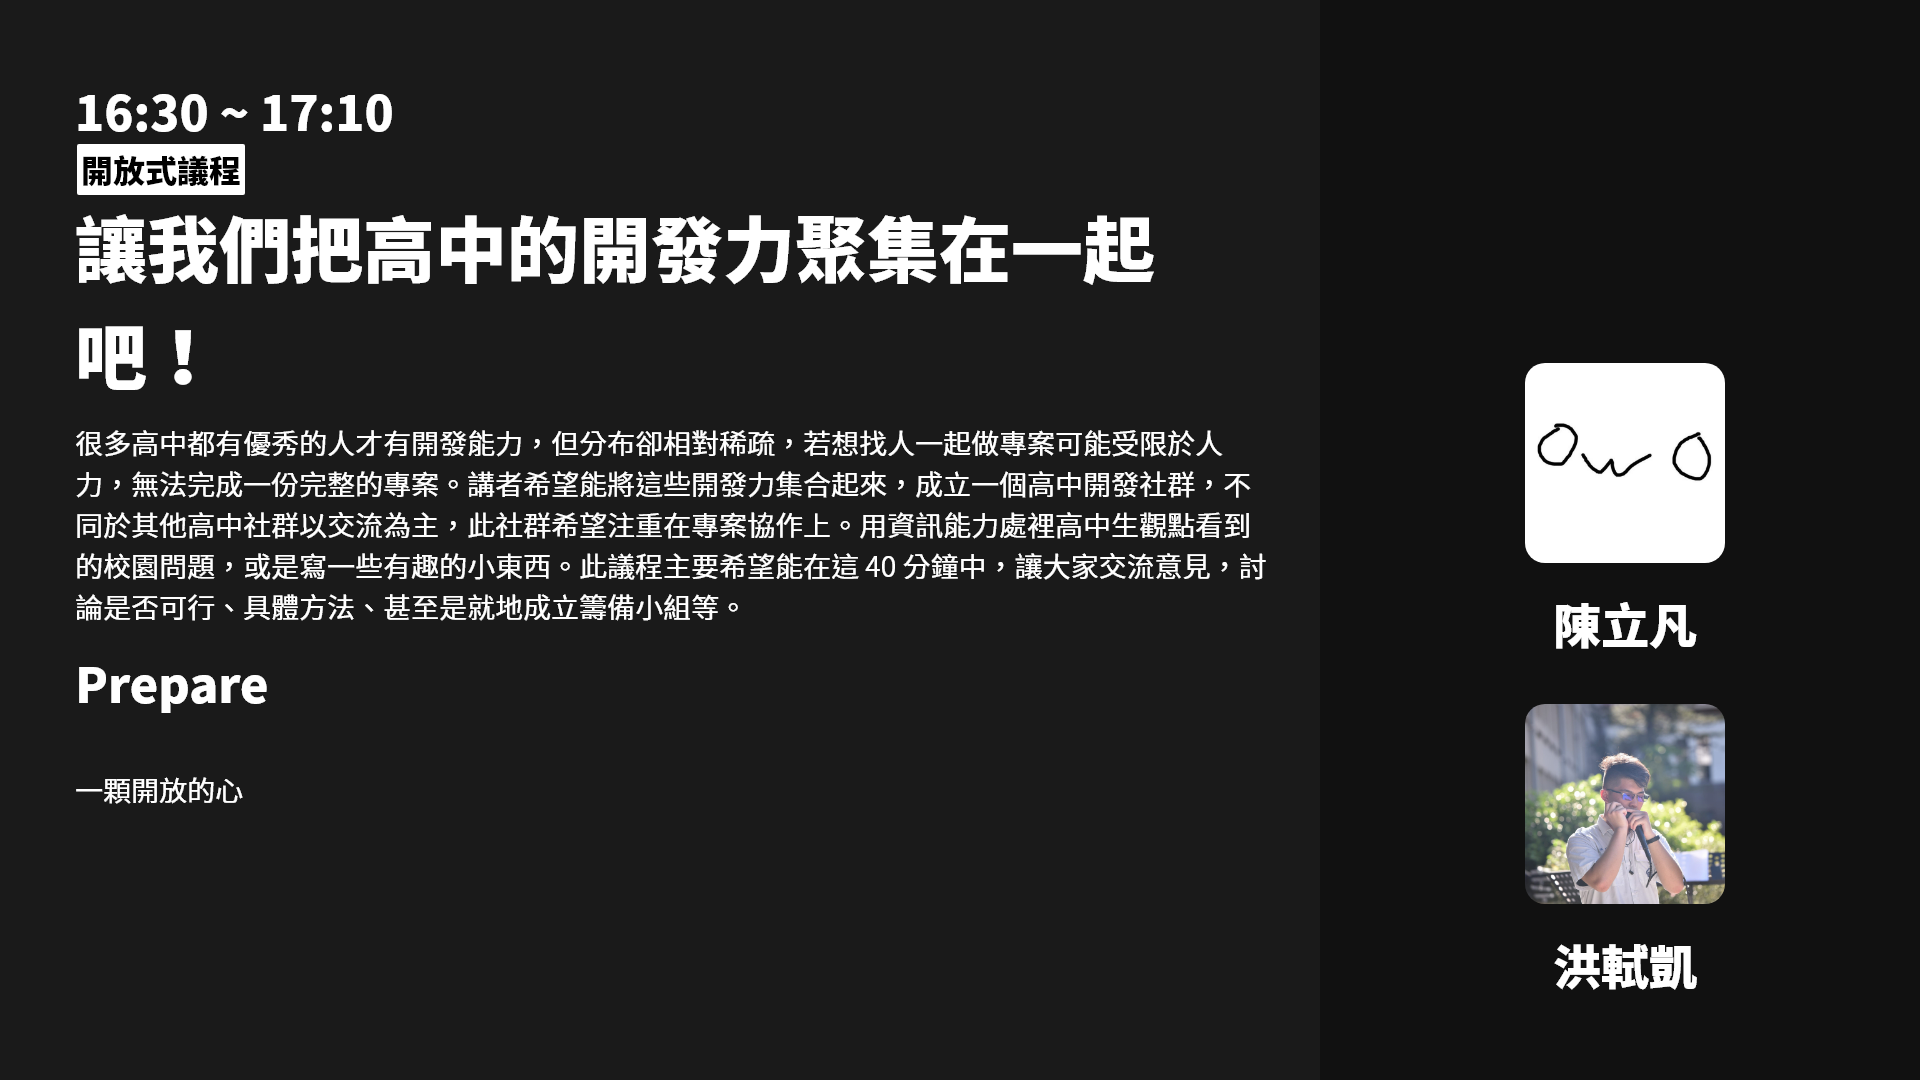 16:30 ~ 17:10
開放式議程
讓我們把高中的開發力聚集在一起
吧！
很多高中都有優秀的人才有開發能力，但分布卻相對稀疏，若想找人一起做專案可能受限於人
力，無法完成一份完整的專案。講者希望能將這些開發力集合起來，成立一個高中開發社群，不
同於其他高中社群以交流為主，此社群希望注重在專案協作上。用資訊能力處裡高中生觀點看到
的校園問題，或是寫一些有趣的小東西。此議程主要希望能在這 40 分鐘中，讓大家交流意見，討
論是否可行、具體方法、甚至是就地成立籌備小組等。
Prepare
一顆開放的心
OwO
陳立凡
洪軾凱